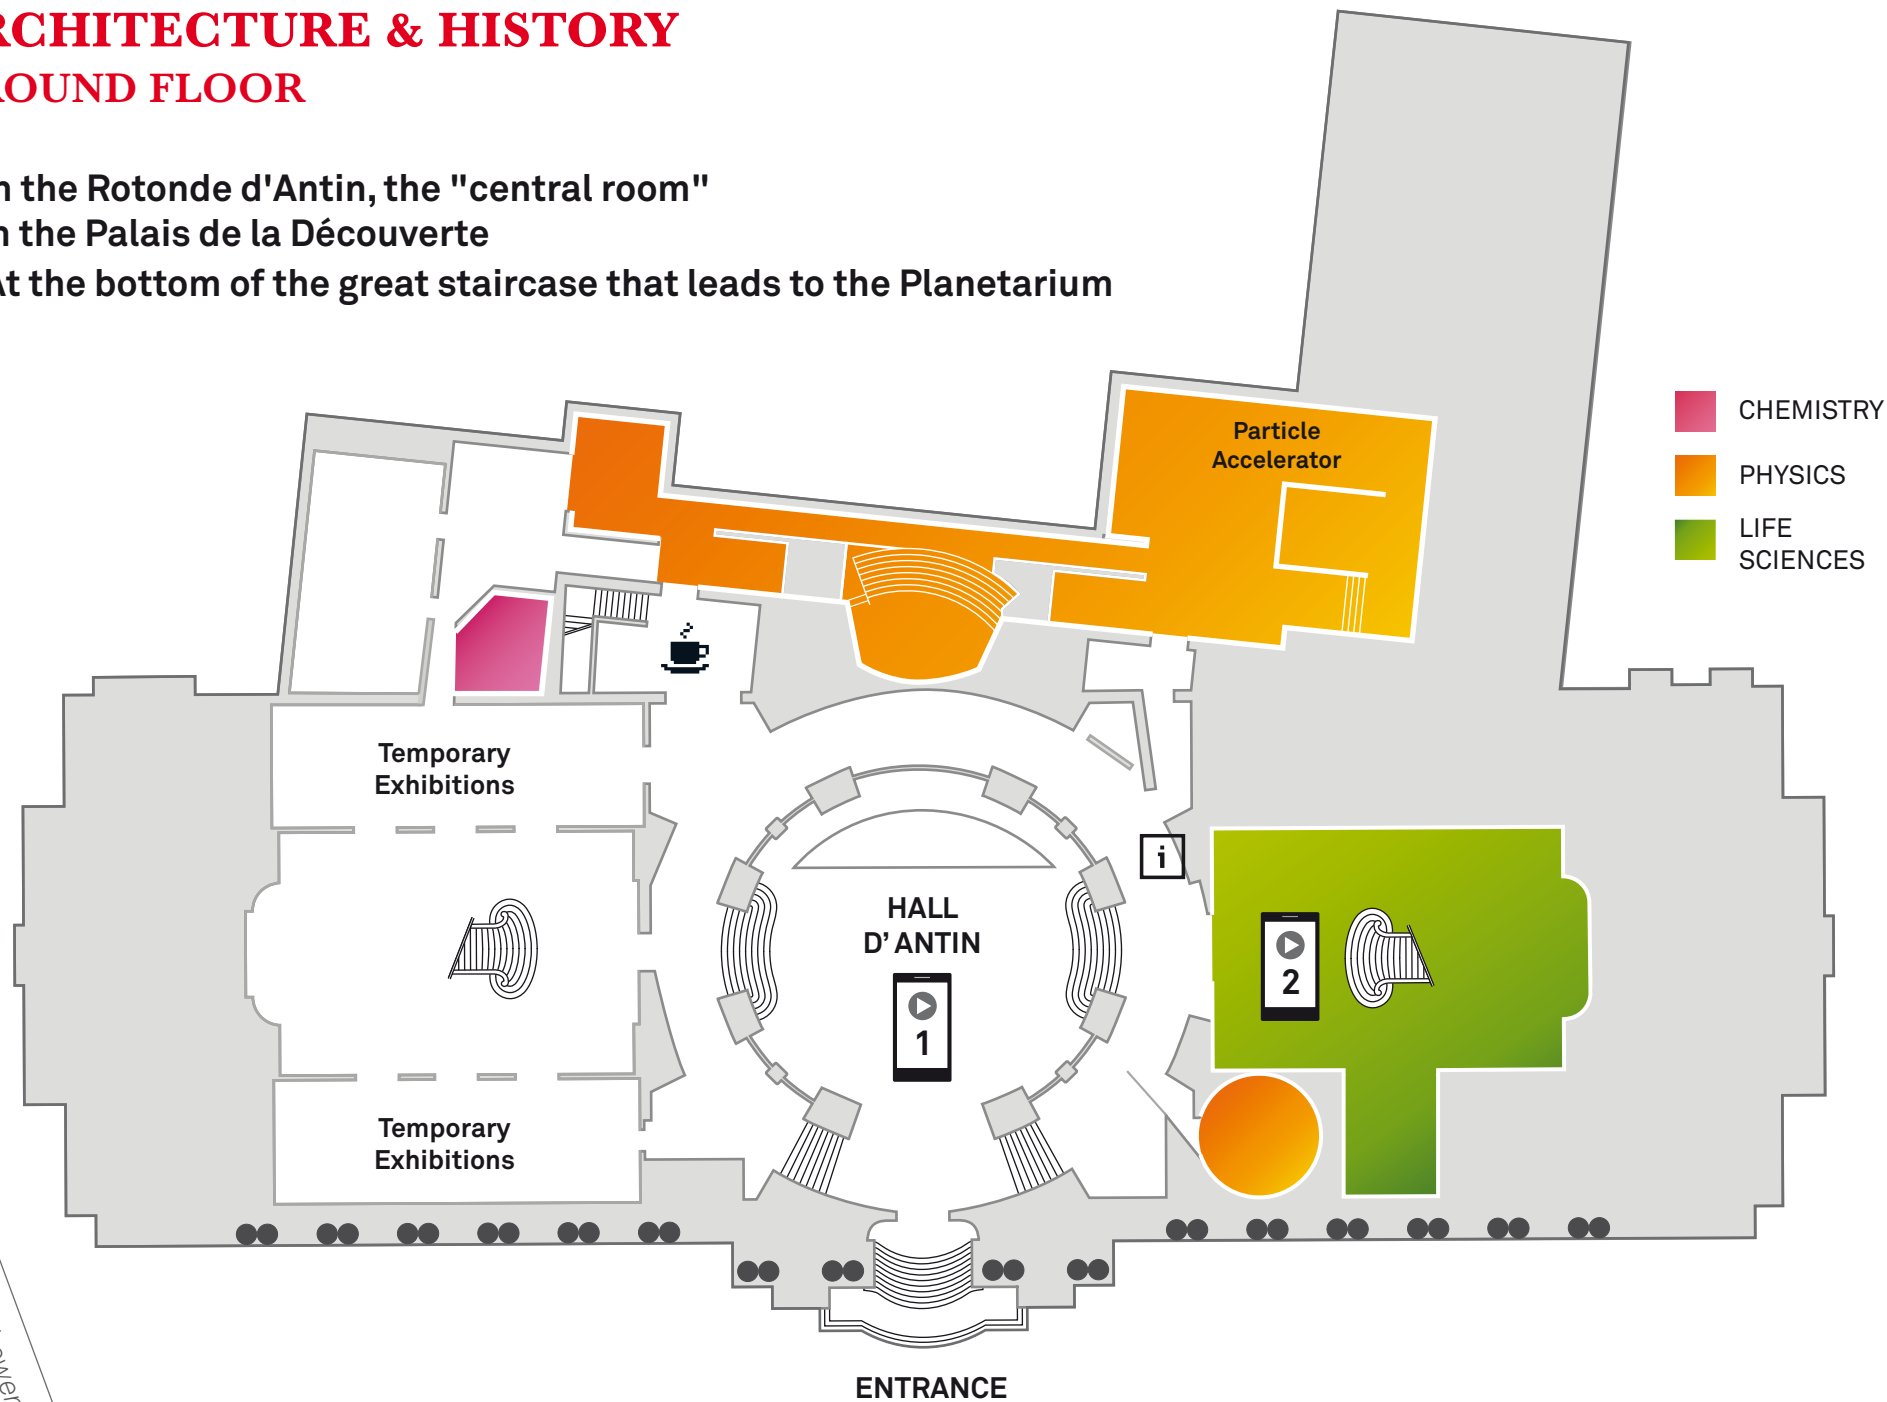 RCHITECTURE & HISTORY
ROUND FLOOR
n the Rotonde d'Antin, the "central room"
n the Palais de la Découverte
At the bottom of the great staircase that leads to the Planetarium
Particle
Accelerator
CHEMISTRY
PHYSICS
LIFE
SCIENCES
Temporary
Exhibitions
i
HALL
D' ANTIN
1
2
Temporary
Exhibitions
ENTRANCE